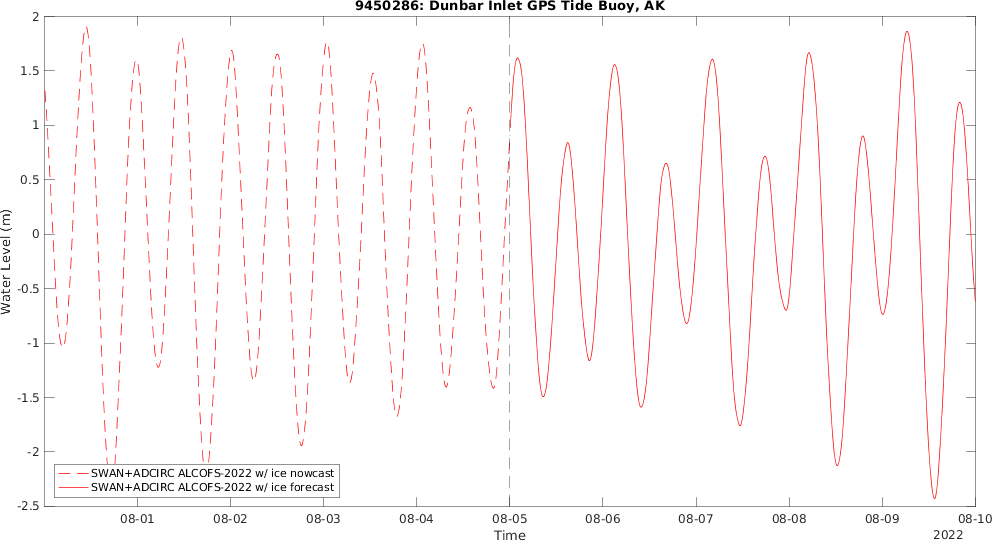 9450286: Dunbar Inlet GPS Tide Buoy, AK
2
1.5
1
0.5
0
-0.5
-1
-1.5
-2
-2.5
Water Level (m)
SWAN+ADCIRC ALCOFS-2022 w/ ice nowcast
SWAN+ADCIRC ALCOFS-2022 w/ ice forecast
08-01 08-02 08-03 08-04 08-05 08-06 08-07 08-08 08-09 08-10
Time
2022